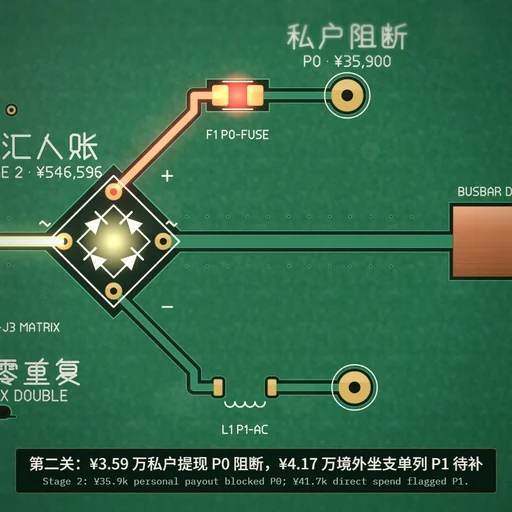 私户阻断
P0 · ¥35,900
F1 P0-FUSE
汇入账
E 2 · ¥546,596
+
~
~
BUSBAR D
−
-J3 MATRIX
零重复
X DOUBLE
L1 P1-AC
第二关：¥3.59 万私户提现 P0 阻断，¥4.17 万境外坐支单列 P1 待补
Stage 2: ¥35.9k personal payout blocked P0; ¥41.7k direct spend flagged P1.